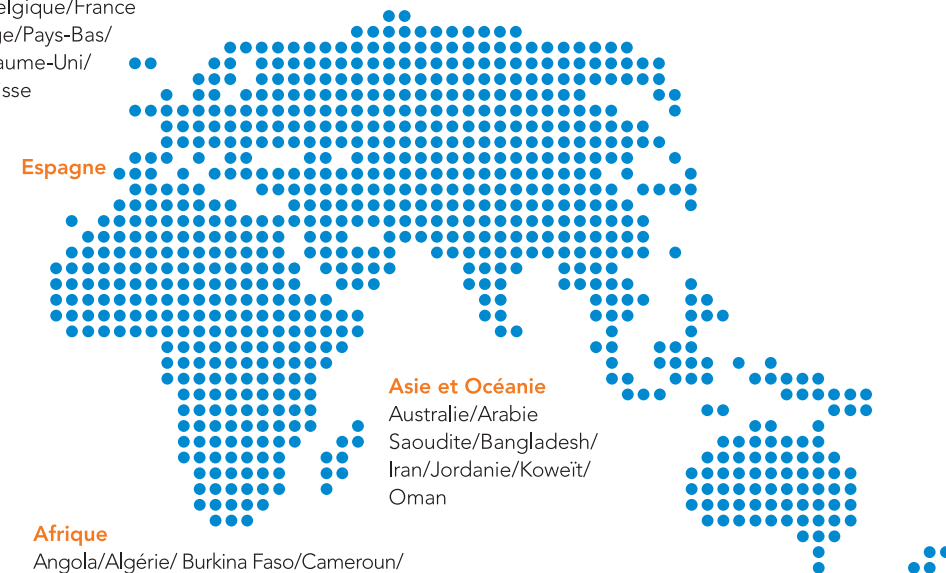 elgique/France
ge/Pays-Bas/
aume-Uni/
isse
Espagne
Asie et Océanie
Australie/Arabie
Saoudite/Bangladesh/
Iran/Jordanie/Koweït/
Oman
Afrique
Angola/Algérie/ Burkina Faso/Cameroun/